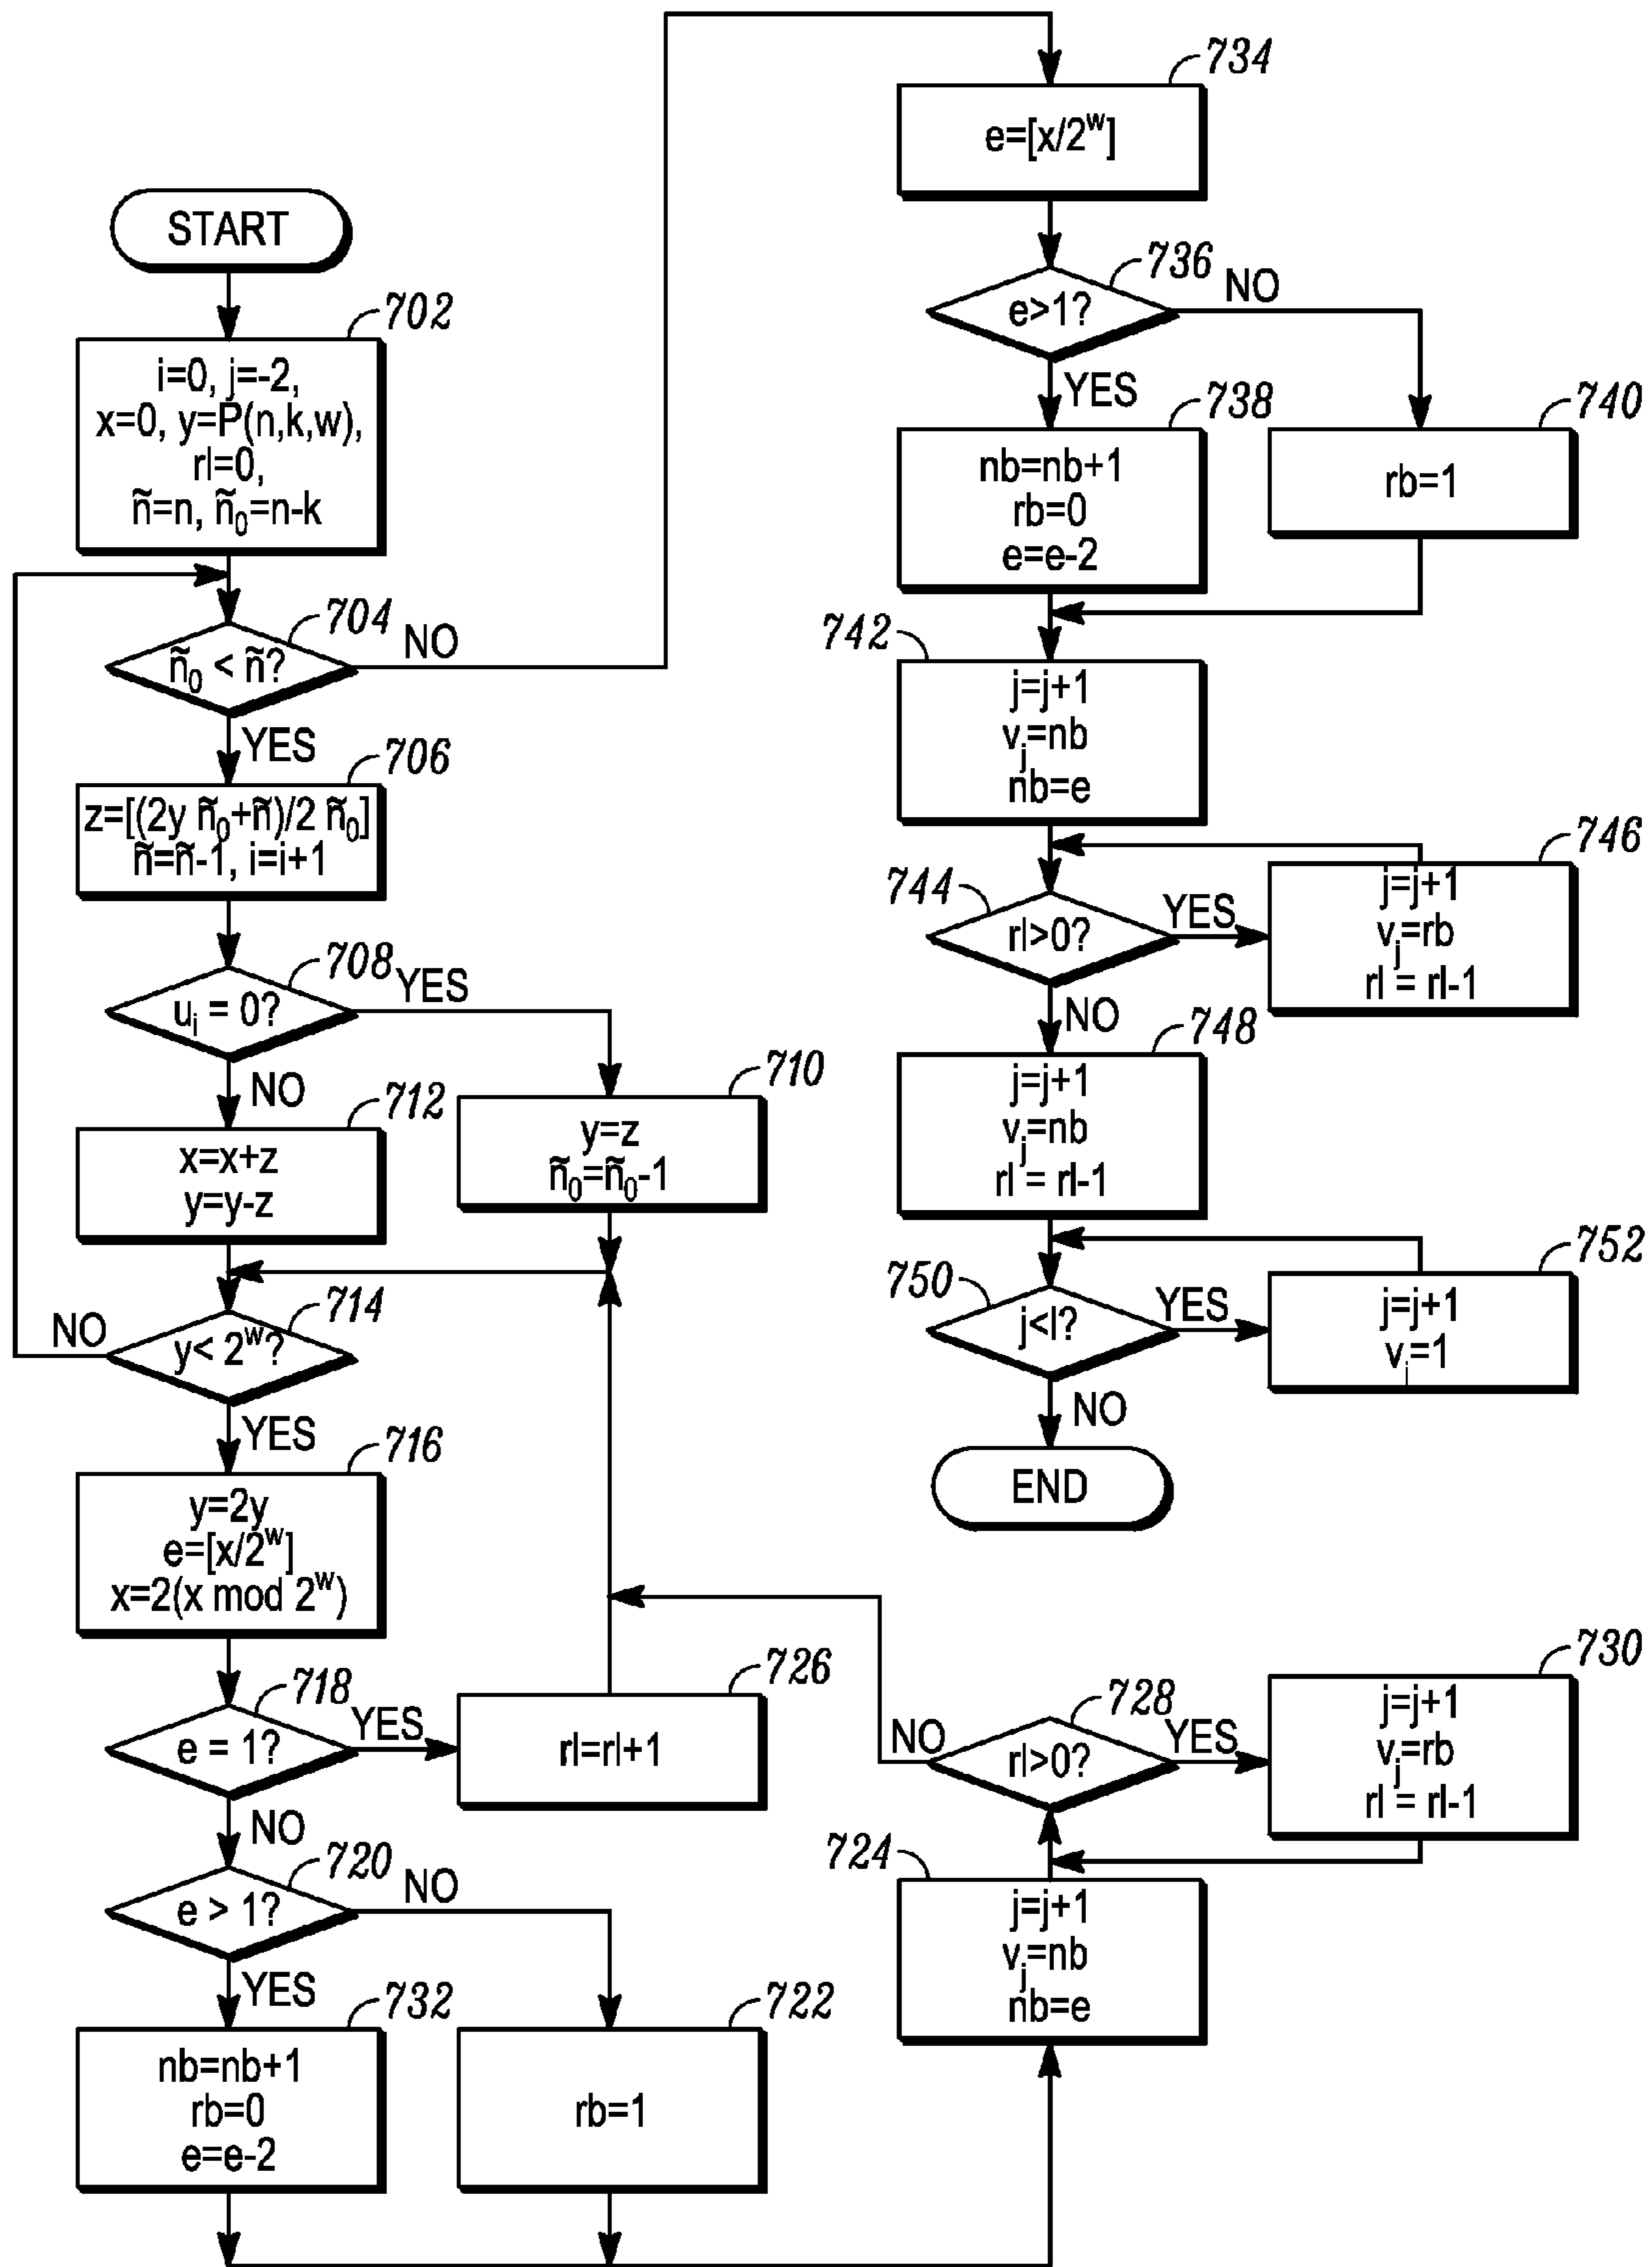 START
702
i=0, j=-2,
x=0, y=P(n,k,w),
rl=0,
ñ=n, ñ₀=n-k
704
ñ₀ < ñ?
NO
YES
706
z=[(2y ñ₀+ñ)/2 ñ₀]
ñ=ñ-1, i=i+1
708
uᵢ = 0?
YES
NO
710
y=z
ñ₀=ñ₀-1
712
x=x+z
y=y-z
714
y< 2ʷ?
NO
YES
716
y=2y
e=[x/2ʷ]
x=2(x mod 2ʷ)
718
e = 1?
YES
NO
726
rl=rl+1
720
e > 1?
NO
YES
732
nb=nb+1
rb=0
e=e-2
722
rb=1
734
e=[x/2ʷ]
736
e>1?
NO
YES
738
nb=nb+1
rb=0
e=e-2
740
rb=1
742
j=j+1
vⱼ=nb
nb=e
744
rl>0?
YES
NO
746
j=j+1
vⱼ=rb
rl = rl-1
748
j=j+1
vⱼ=nb
rl = rl-1
750
j<l?
YES
NO
752
j=j+1
vⱼ=1
END
728
rl>0?
NO
YES
730
j=j+1
vⱼ=rb
rl = rl-1
724
j=j+1
vⱼ=nb
nb=e